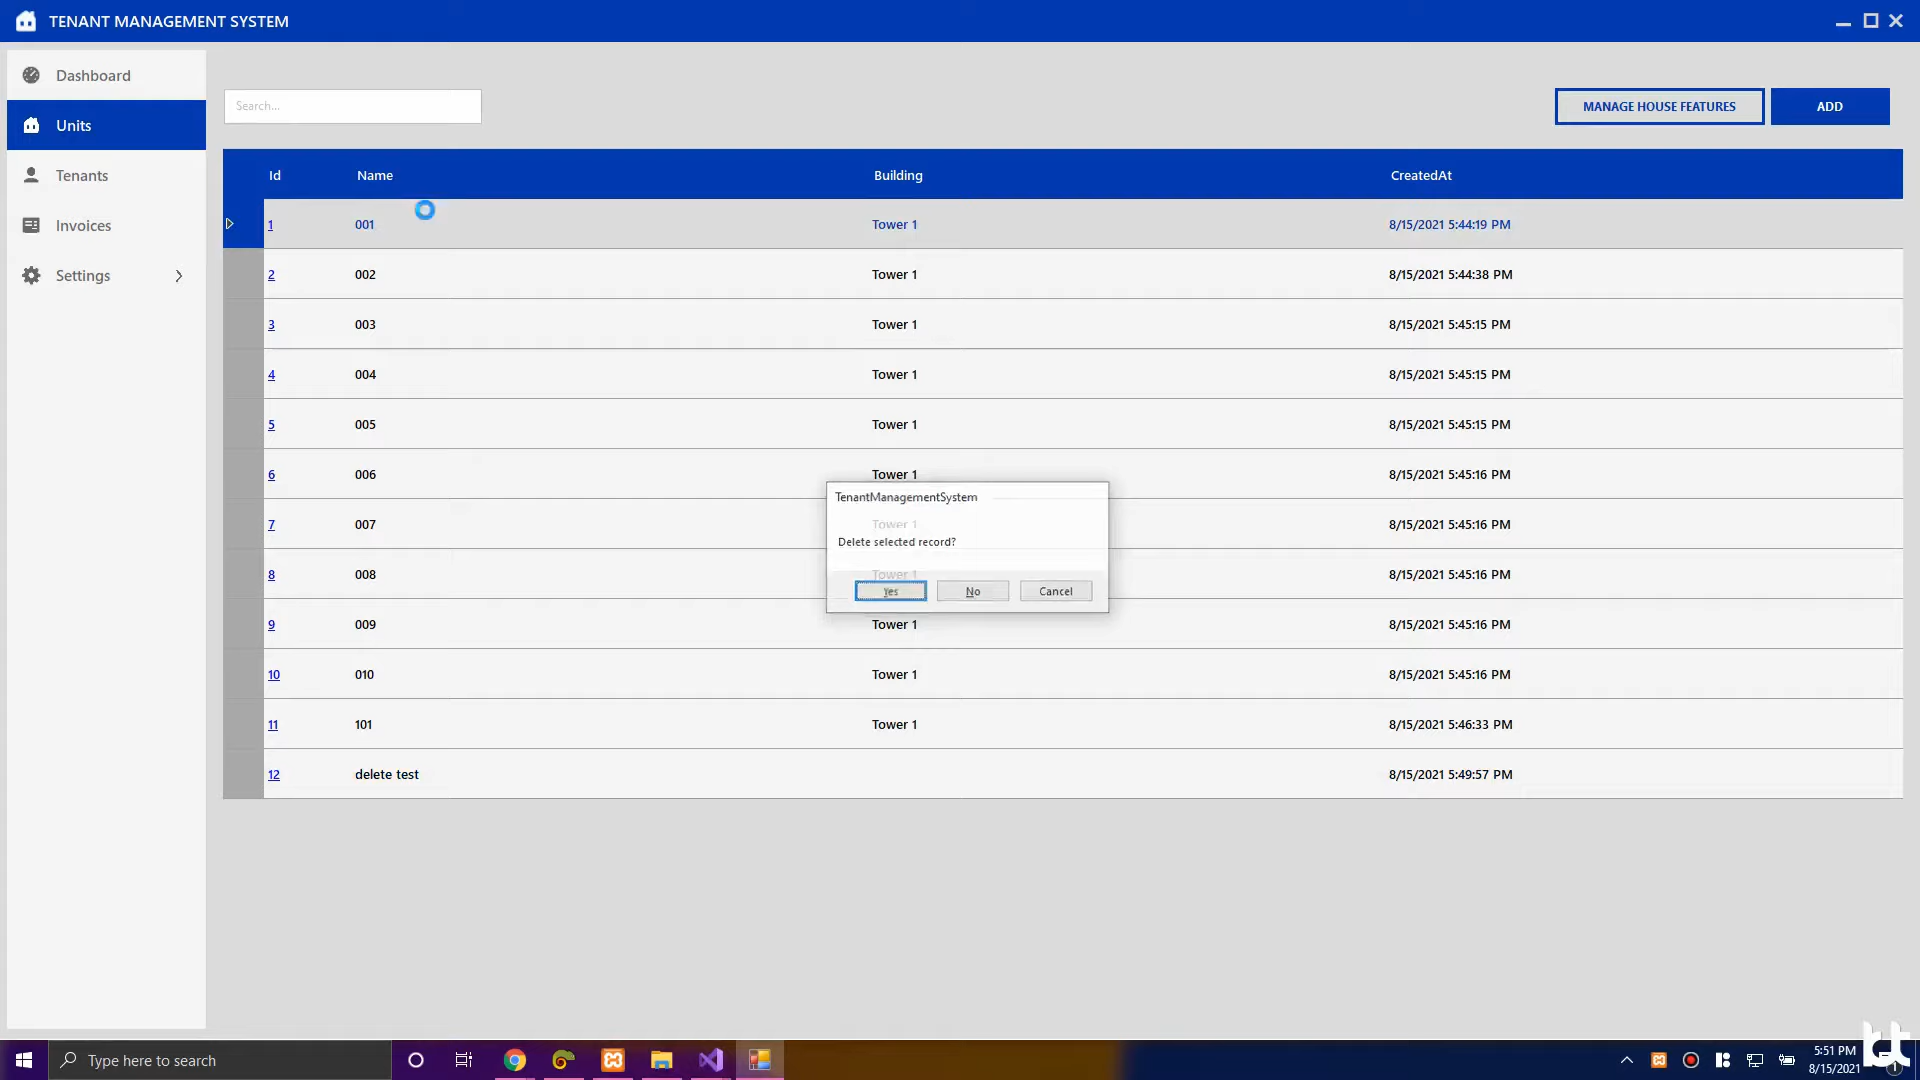 TENANT MANAGEMENT SYSTEM
Dashboard
Units
Tenants
Invoices
Settings
Search...
MANAGE HOUSE FEATURES
ADD
Id Name Building CreatedAt
1 001 Tower 1 8/15/2021 5:44:19 PM
2 002 Tower 1 8/15/2021 5:44:38 PM
3 003 Tower 1 8/15/2021 5:45:15 PM
4 004 Tower 1 8/15/2021 5:45:15 PM
5 005 Tower 1 8/15/2021 5:45:15 PM
6 006 Tower 1 8/15/2021 5:45:16 PM
7 007 Tower 1 8/15/2021 5:45:16 PM
8 008 Tower 1 8/15/2021 5:45:16 PM
9 009 Tower 1 8/15/2021 5:45:16 PM
10 010 Tower 1 8/15/2021 5:45:16 PM
11 101 Tower 1 8/15/2021 5:46:33 PM
12 delete test 8/15/2021 5:49:57 PM
TenantManagementSystem
Delete selected record?
Yes No Cancel
Type here to search
5:51 PM
8/15/2021